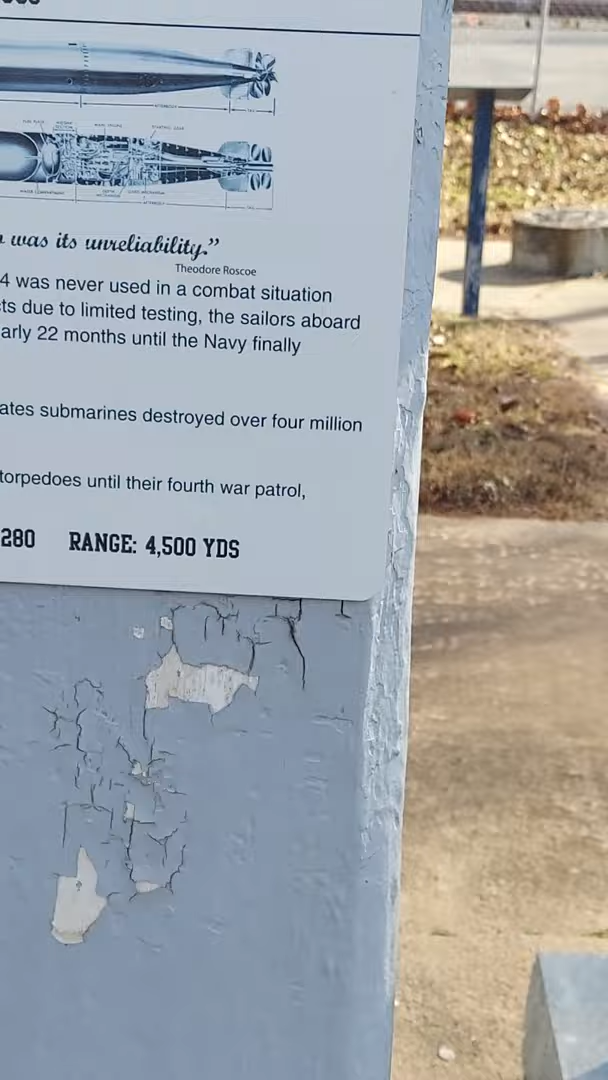 was its unreliability."
Theodore Roscoe
4 was never used in a combat situation
ts due to limited testing, the sailors aboard
arly 22 months until the Navy finally
ates submarines destroyed over four million
torpedoes until their fourth war patrol,
280 RANGE: 4,500 YDS